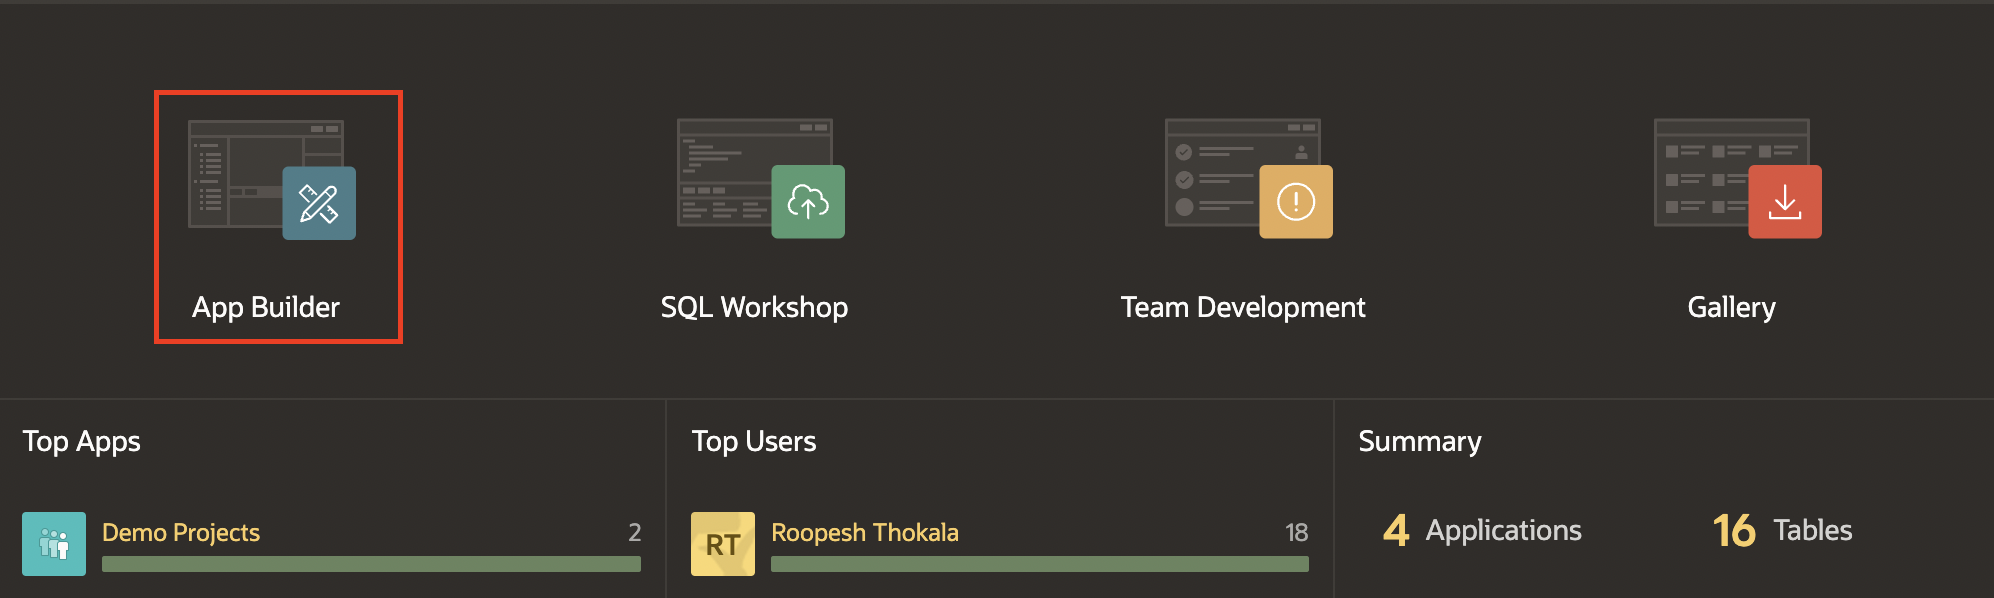 App Builder
SQL Workshop
Team Development
Gallery
Top Apps
Demo Projects 2
Top Users
RT Roopesh Thokala 18
Summary
4 Applications 16 Tables